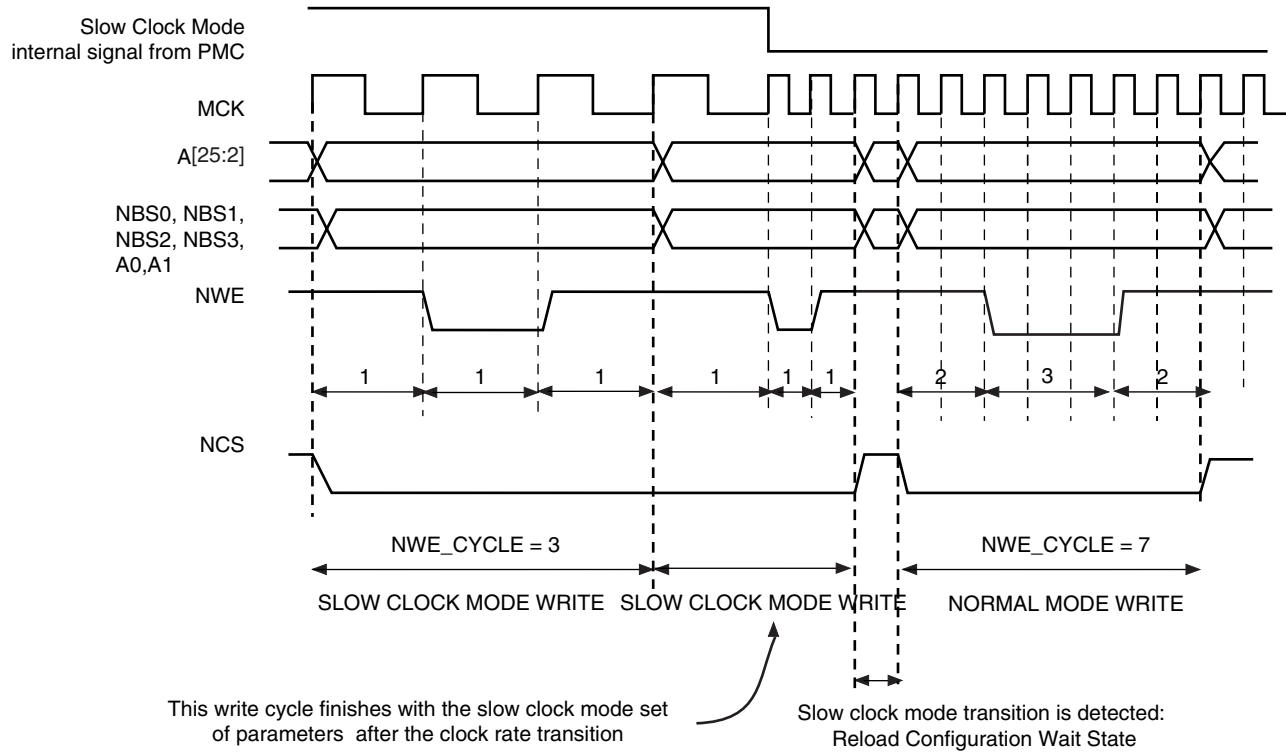 Slow Clock Mode
internal signal from PMC
MCK
A[25:2]
NBS0, NBS1,
NBS2, NBS3,
A0,A1
NWE
1 1 1 1 1 1 2 3 2
NCS
NWE_CYCLE = 3 NWE_CYCLE = 7
SLOW CLOCK MODE WRITE SLOW CLOCK MODE WRITE NORMAL MODE WRITE
This write cycle finishes with the slow clock mode set
of parameters after the clock rate transition
Slow clock mode transition is detected:
Reload Configuration Wait State